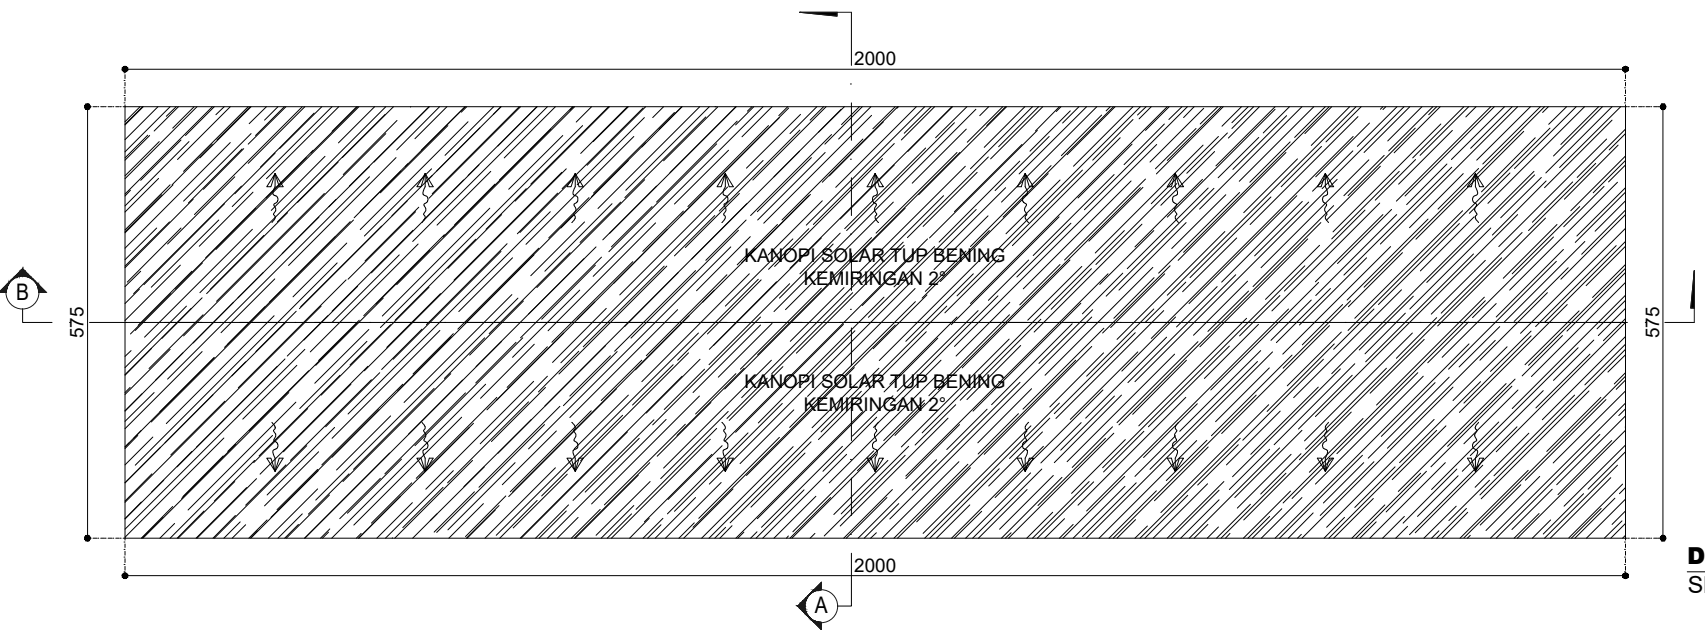 2000
KANOPI SOLAR TUP BENING
KEMIRINGAN 2°
B
575
575
KANOPI SOLAR TUP BENING
KEMIRINGAN 2°
2000
A
D